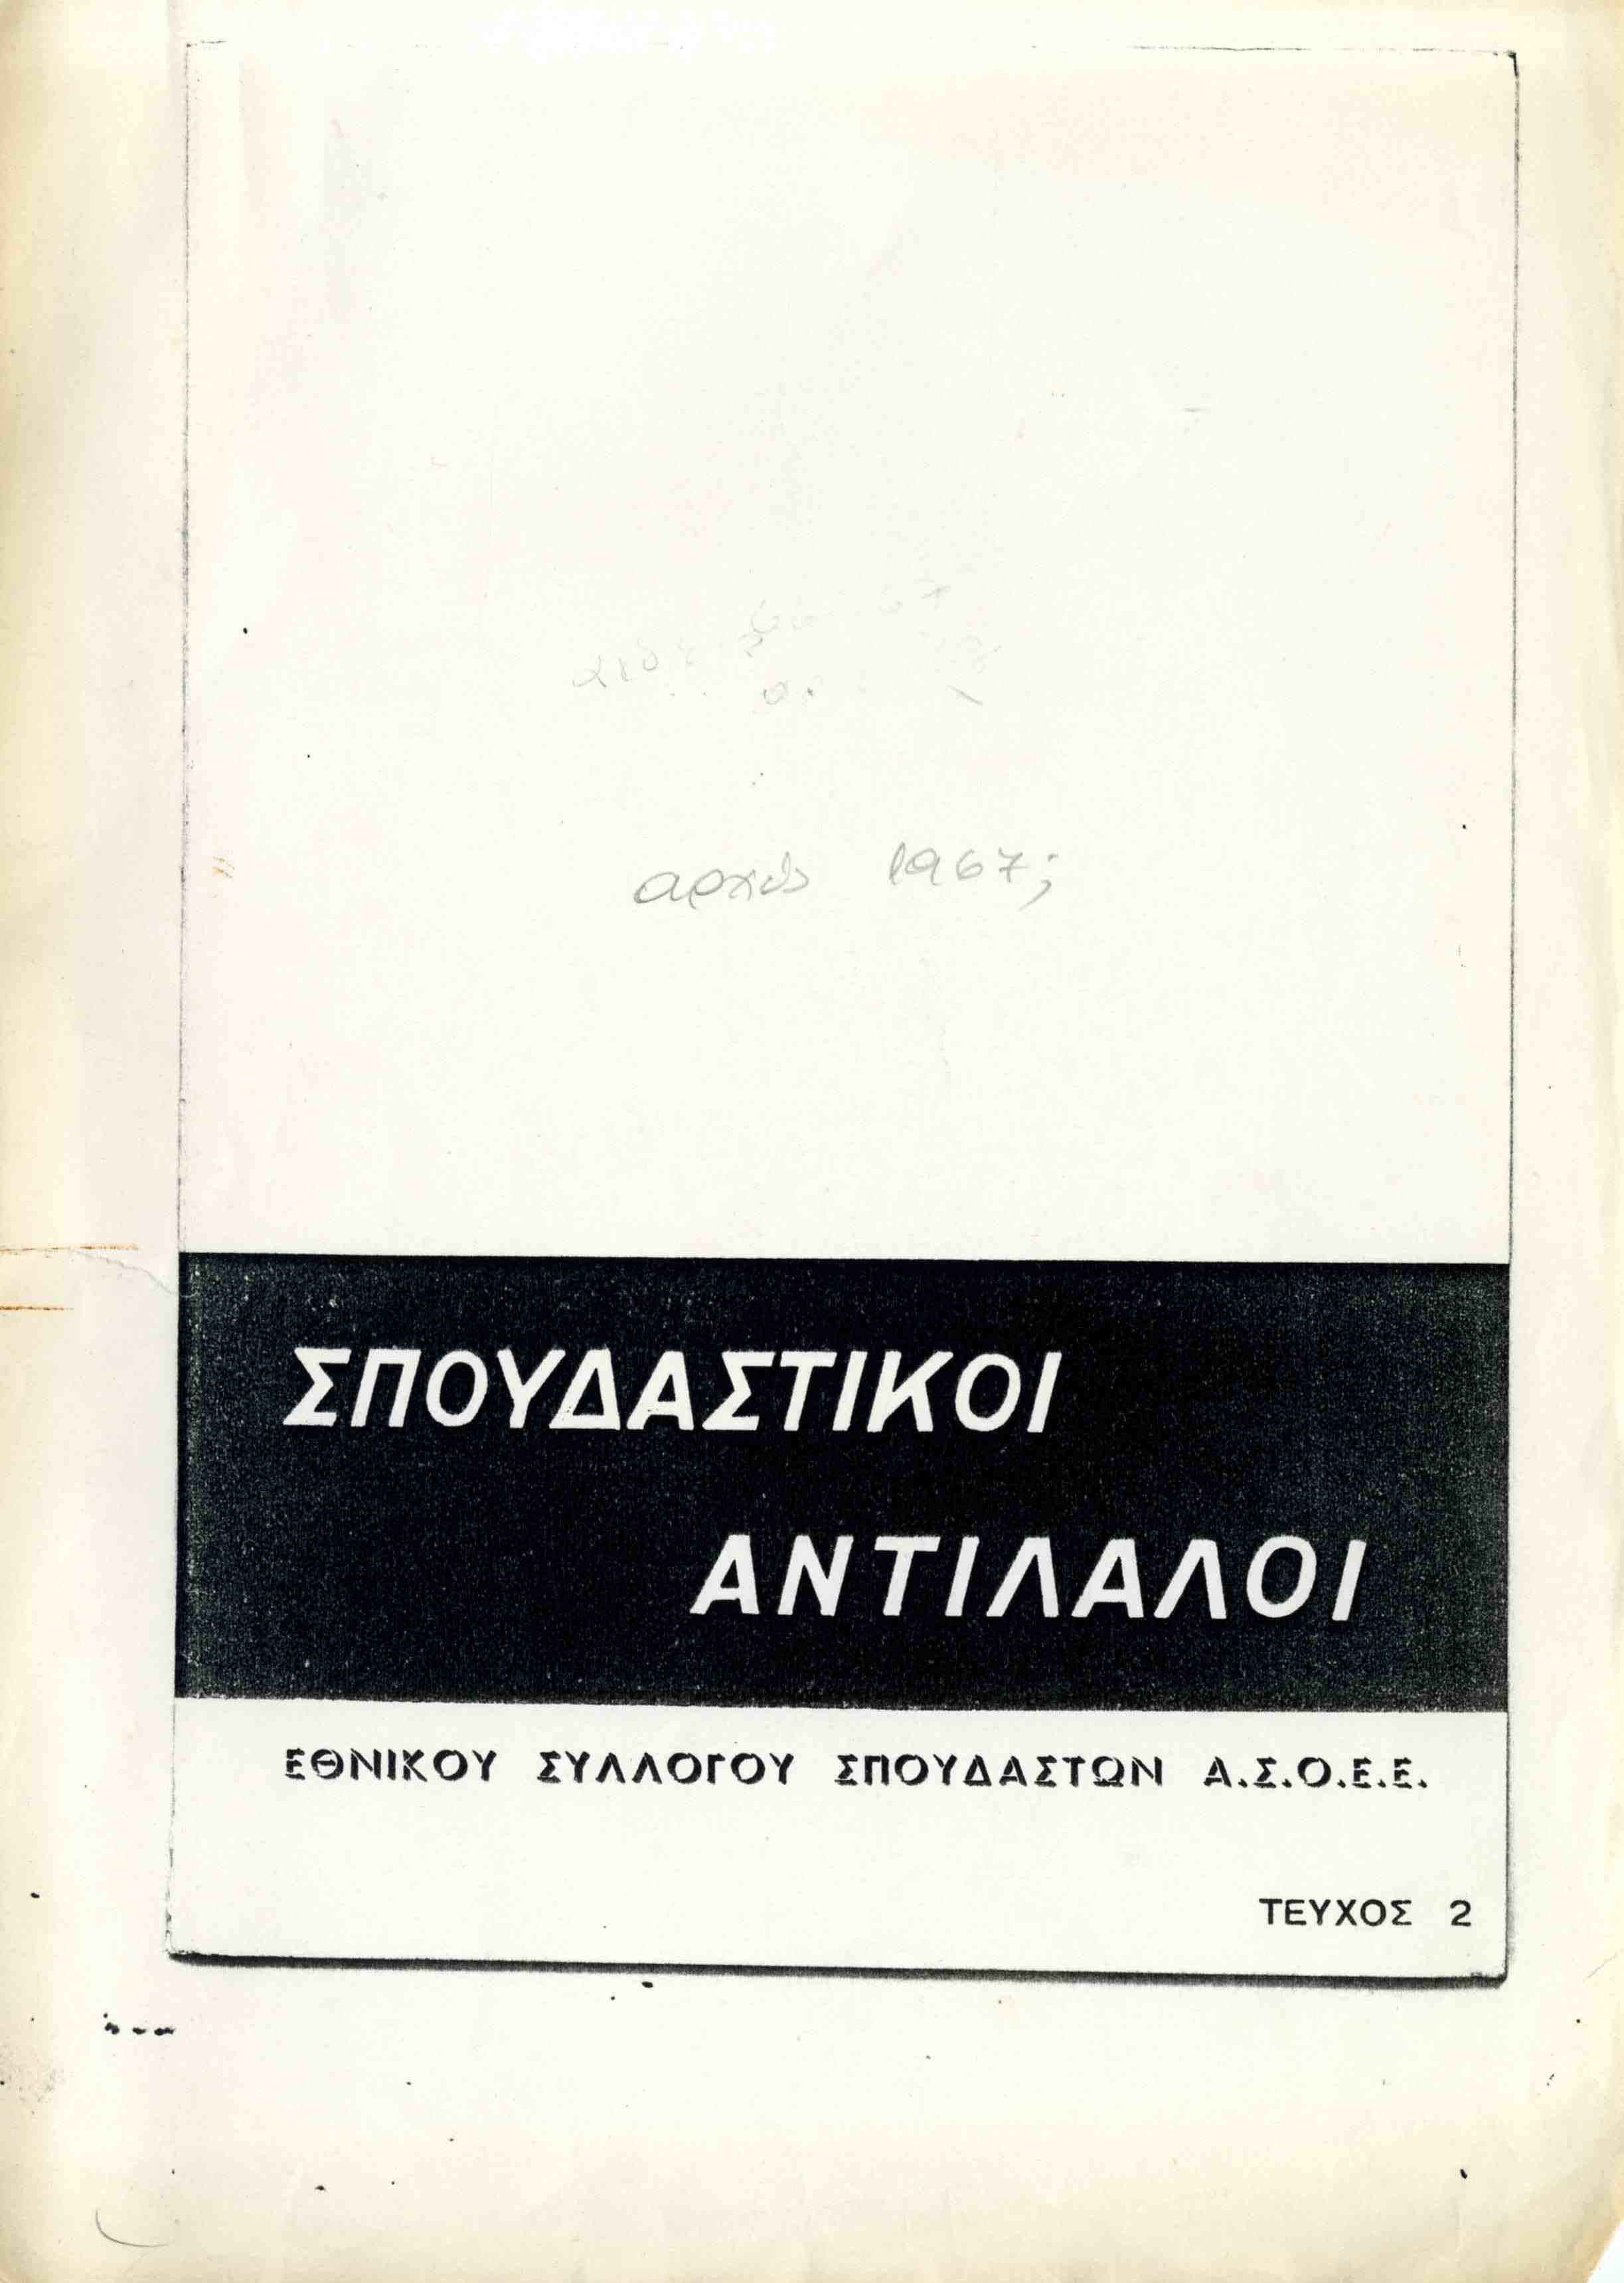 αρχές 1967;
ΣΠΟΥΔΑΣΤΙΚΟΙ
ΑΝΤΙΛΑΛΟΙ
ΕΘΝΙΚΟΥ ΣΥΛΛΟΓΟΥ ΣΠΟΥΔΑΣΤΩΝ Α.Σ.Ο.Ε.Ε.
ΤΕΥΧΟΣ 2